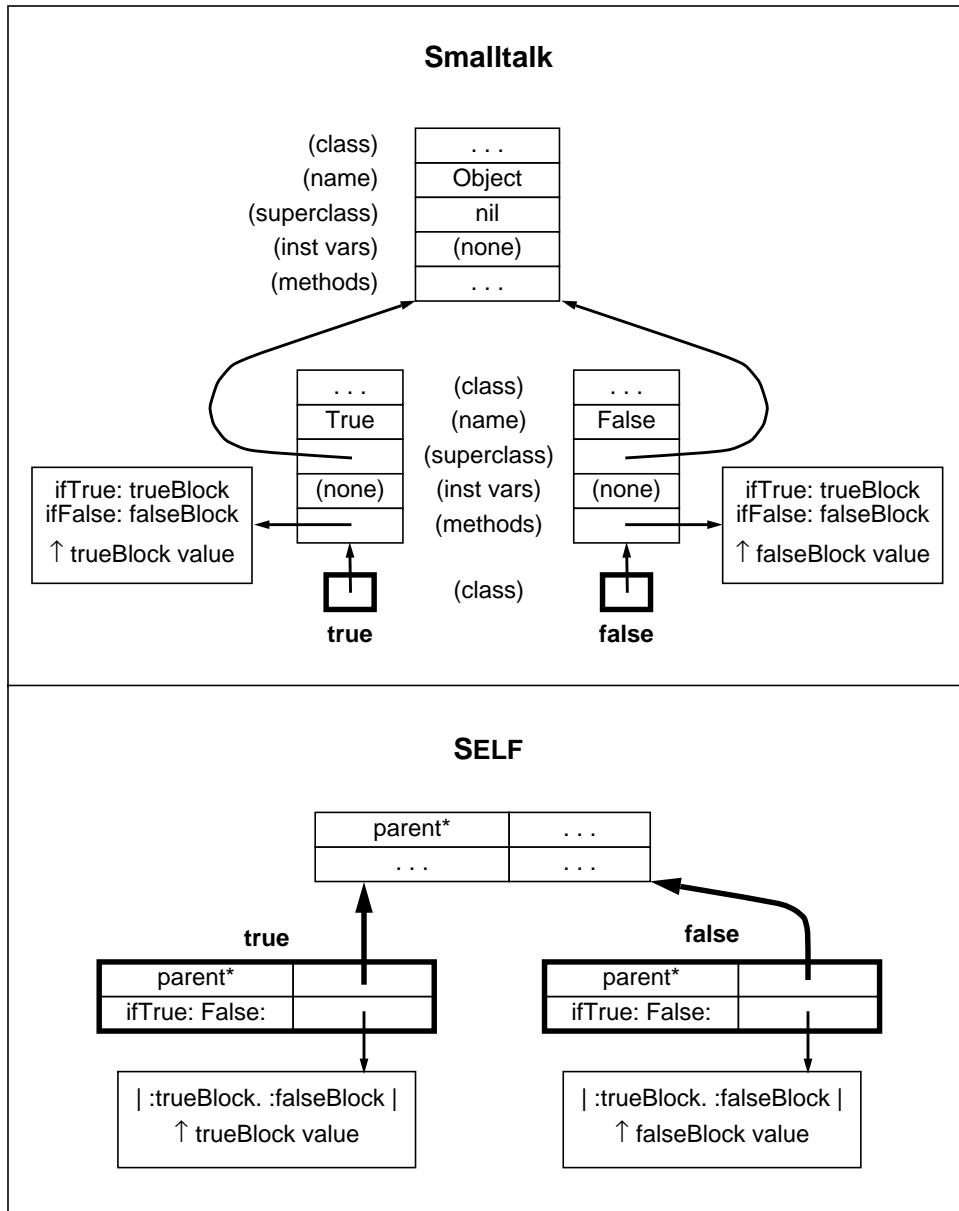 Smalltalk
(class) . . .
(name) Object
(superclass) nil
(inst vars) (none)
(methods) . . .
. . . (class) . . .
True (name) False
(superclass)
(none) (inst vars) (none)
(methods)
ifTrue: trueBlock
ifFalse: falseBlock
↑ trueBlock value
ifTrue: trueBlock
ifFalse: falseBlock
↑ falseBlock value
(class)
true false
SELF
parent* . . .
. . . . . .
true
parent*
ifTrue: False:
false
parent*
ifTrue: False:
| :trueBlock. :falseBlock |
↑ trueBlock value
| :trueBlock. :falseBlock |
↑ falseBlock value